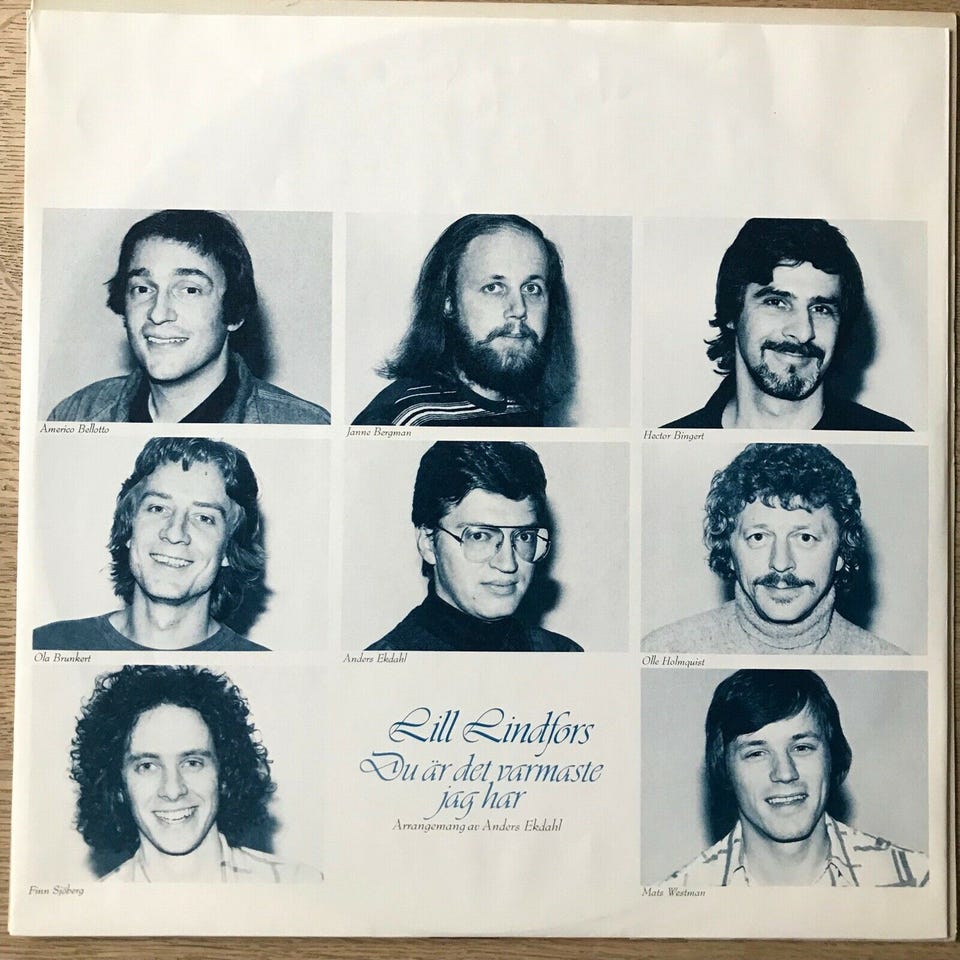 Americo Bellotto
Janne Bergman
Hector Bingert
Ola Brunkert
Anders Ekdahl
Olle Holmquist
Lill Lindfors
Du är det varmaste
jag har
Arrangemang av Anders Ekdahl
Finn Sjöberg
Mats Westman